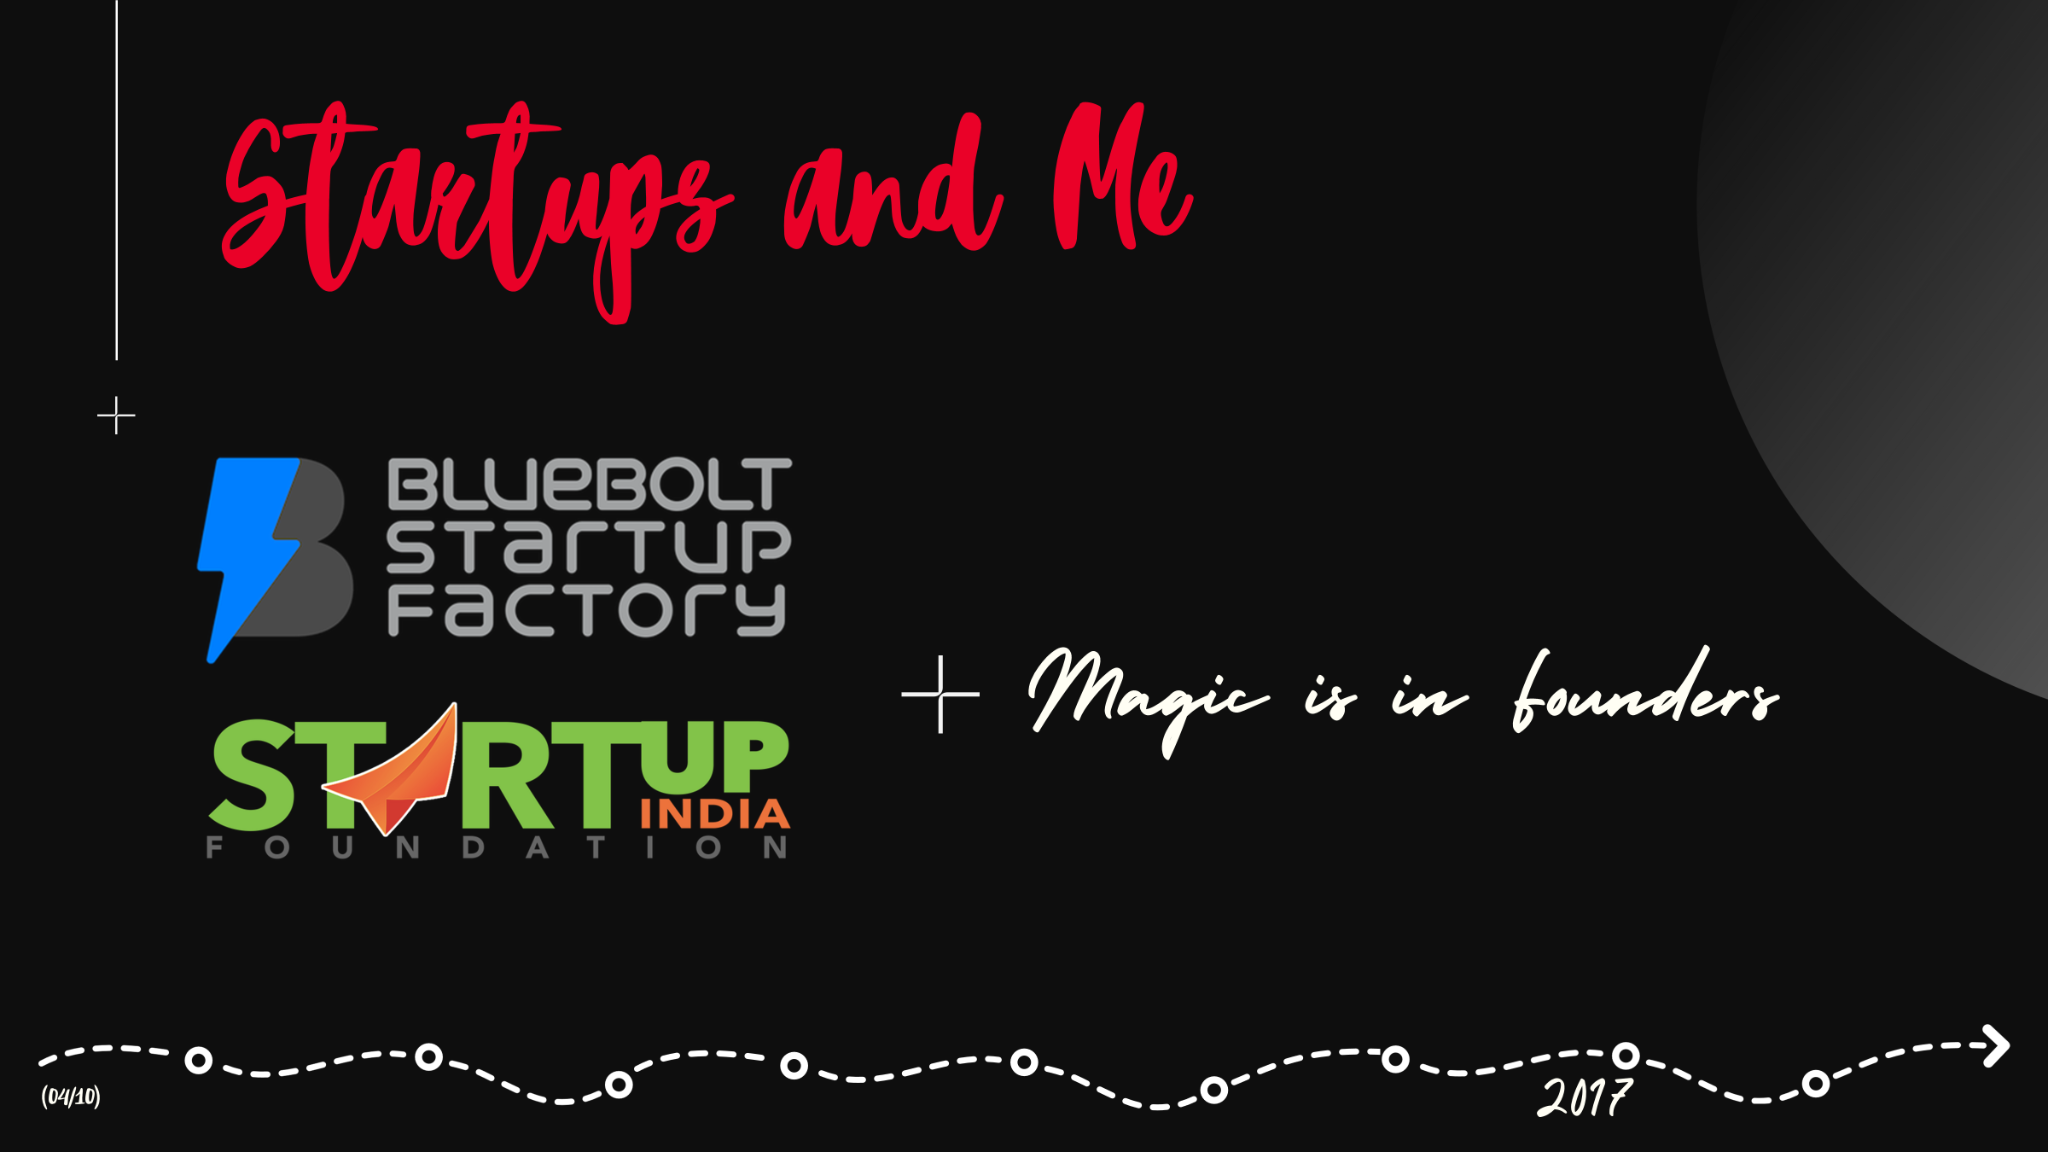 Startups and Me
BLUEBOLT
STARTUP
FACTORY
STARTUP
INDIA
FOUNDATION
Magic is in founders
2017
(04/10)